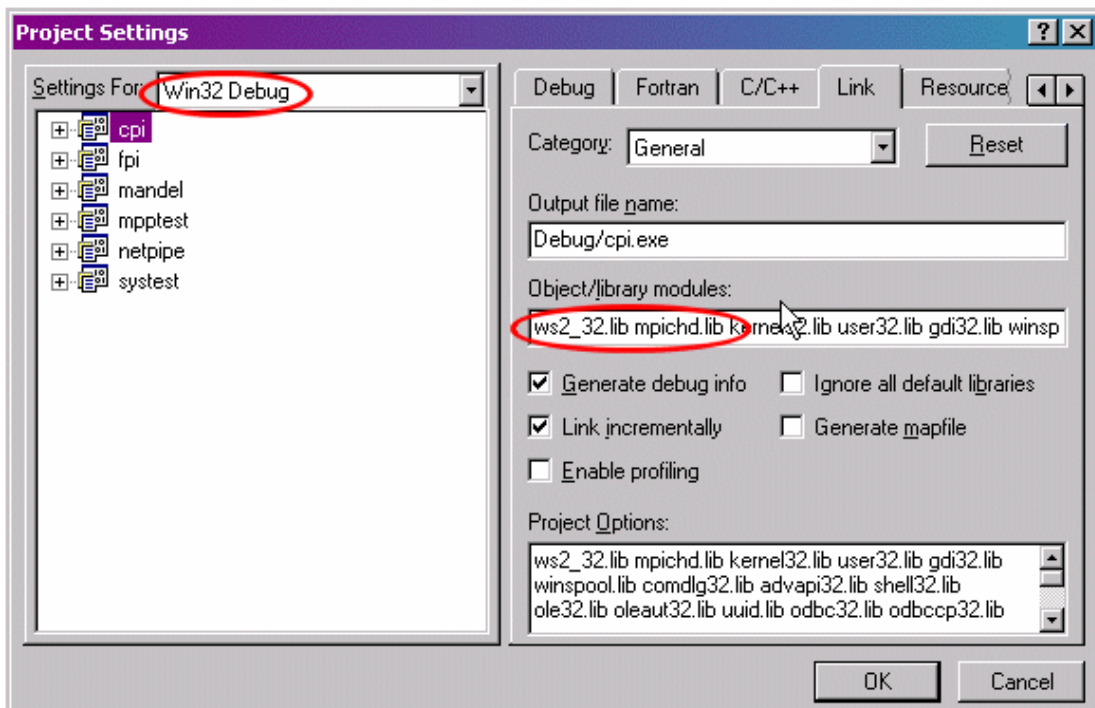 Project Settings
Settings For: Win32 Debug
cpi
fpi
mandel
mpptest
netpipe
systest
Debug Fortran C/C++ Link Resource
Category: General Reset
Output file name:
Debug/cpi.exe
Object/library modules:
ws2_32.lib mpichd.lib kernel32.lib user32.lib gdi32.lib winsp
Generate debug info Ignore all default libraries
Link incrementally Generate mapfile
Enable profiling
Project Options:
ws2_32.lib mpichd.lib kernel32.lib user32.lib gdi32.lib
winspool.lib comdlg32.lib advapi32.lib shell32.lib
ole32.lib oleaut32.lib uuid.lib odbc32.lib odbccp32.lib
OK Cancel